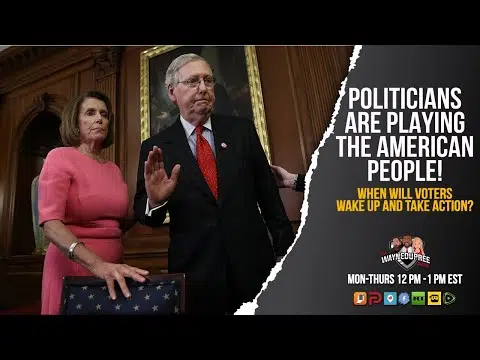 POLITICIANS
ARE PLAYING
THE AMERICAN
PEOPLE!
WHEN WILL VOTERS
WAKE UP AND TAKE ACTION?
WAYNEDUPREE
MON-THURS 12 PM - 1 PM EST
RT